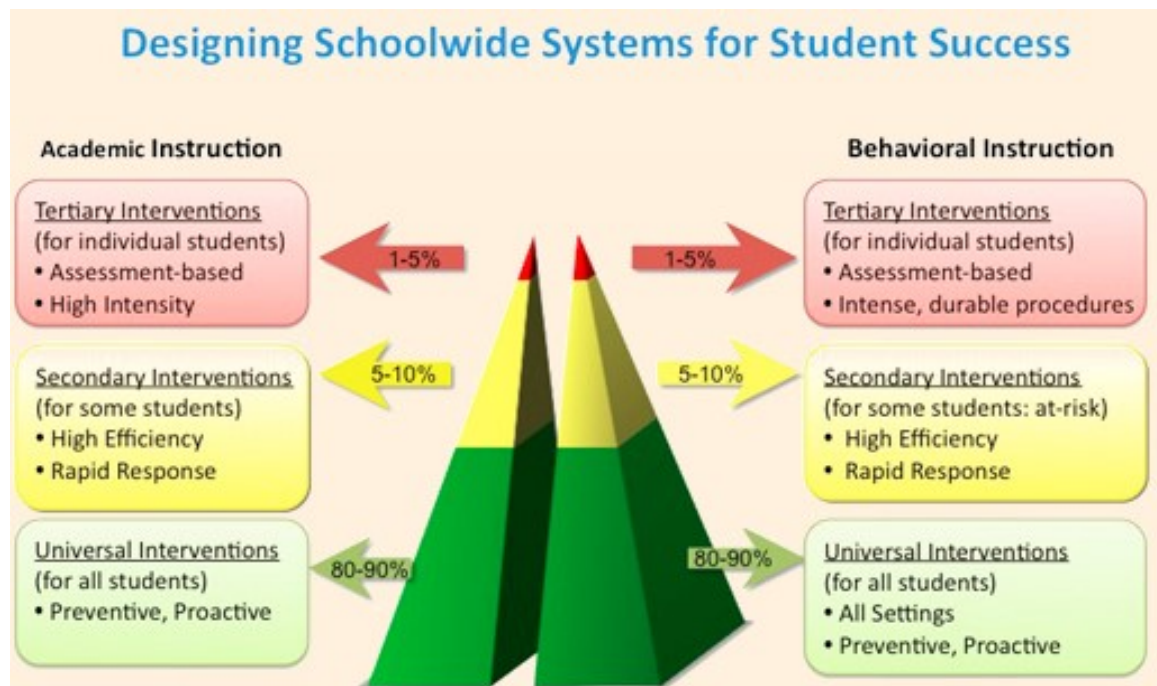 Designing Schoolwide Systems for Student Success
Academic Instruction
Tertiary Interventions
(for individual students)
• Assessment-based
• High Intensity
1-5%
Secondary Interventions
(for some students)
• High Efficiency
• Rapid Response
5-10%
Universal Interventions
(for all students)
• Preventive, Proactive
80-90%
Behavioral Instruction
1-5%
Tertiary Interventions
(for individual students)
• Assessment-based
• Intense, durable procedures
5-10%
Secondary Interventions
(for some students: at-risk)
• High Efficiency
• Rapid Response
80-90%
Universal Interventions
(for all students)
• All Settings
• Preventive, Proactive